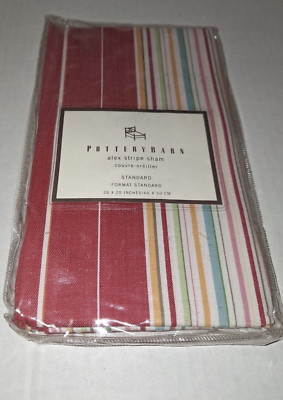 POTTERYBARN
alex stripe sham
couvre-oreiller
STANDARD
FORMAT STANDARD
26 X 20 INCHES/66 X 50 CM